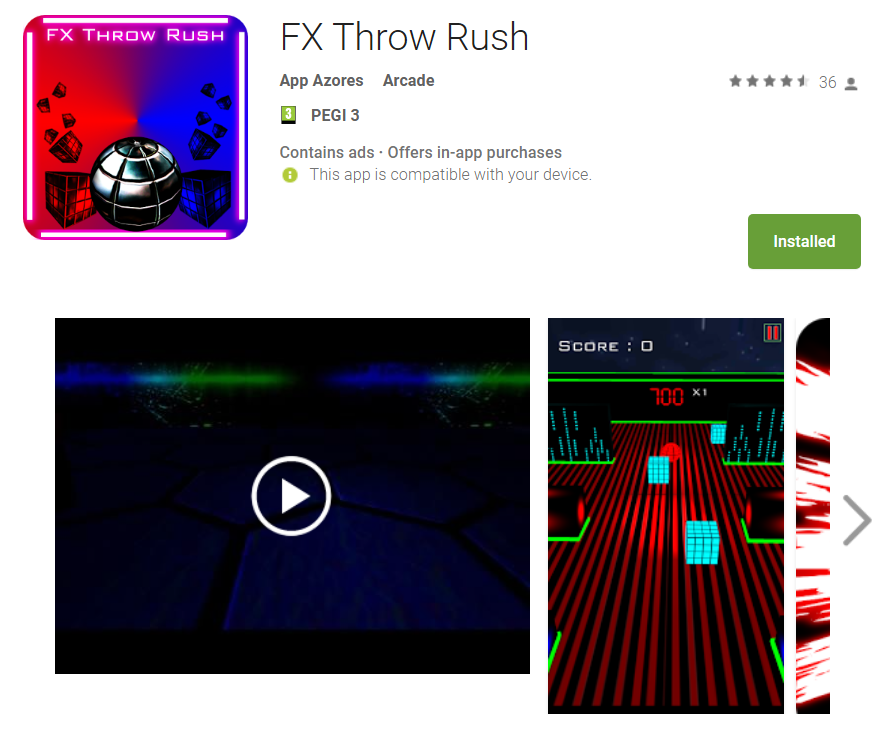 FX Throw Rush
FX Throw Rush
App Azores Arcade
36
3 PEGI 3
Contains ads · Offers in-app purchases
This app is compatible with your device.
Installed
Score : 0
700 X1